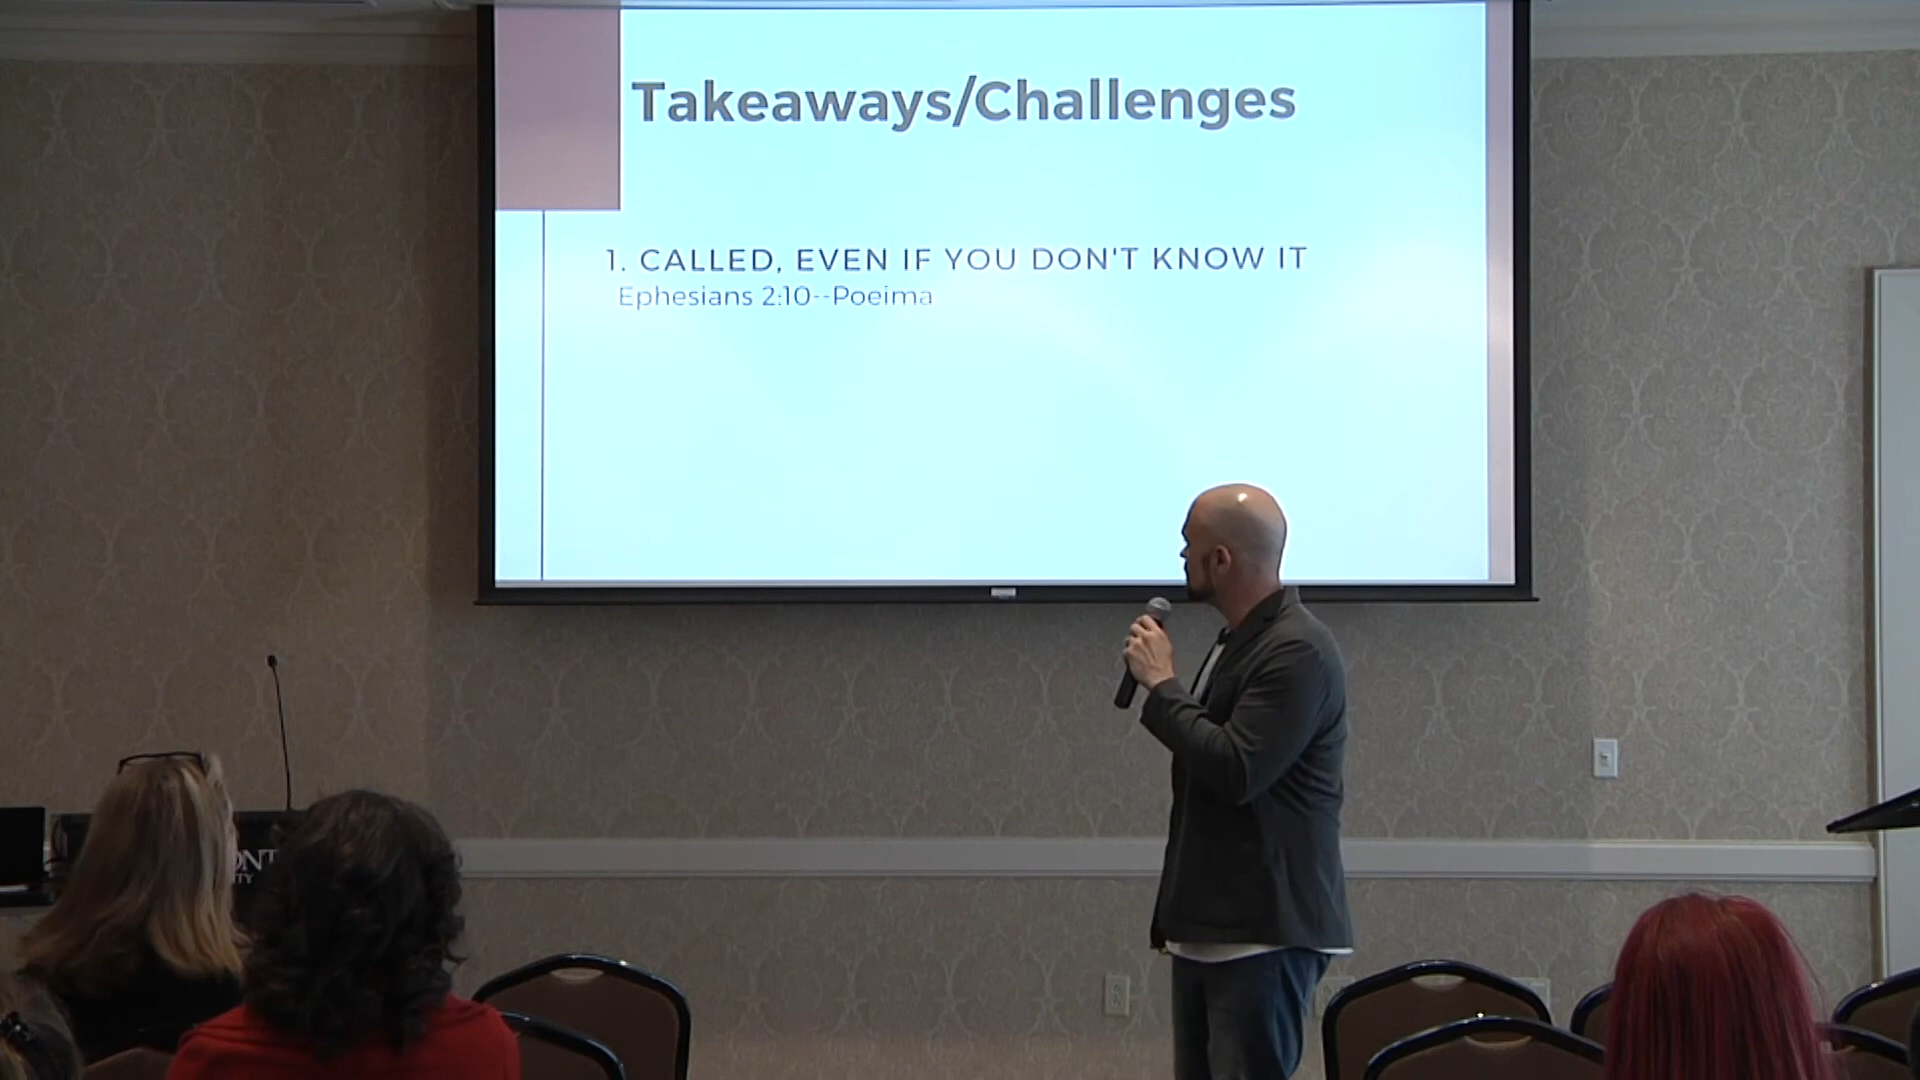 Takeaways/Challenges
1. CALLED, EVEN IF YOU DON'T KNOW IT
Ephesians 2:10--Poeima